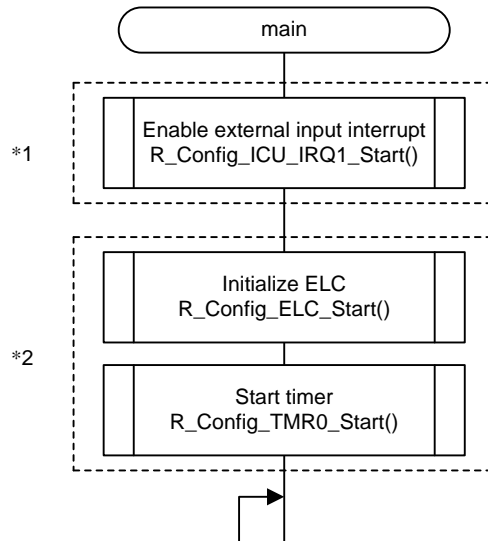 main
*1
Enable external input interrupt
R_Config_ICU_IRQ1_Start()
Initialize ELC
R_Config_ELC_Start()
*2
Start timer
R_Config_TMR0_Start()